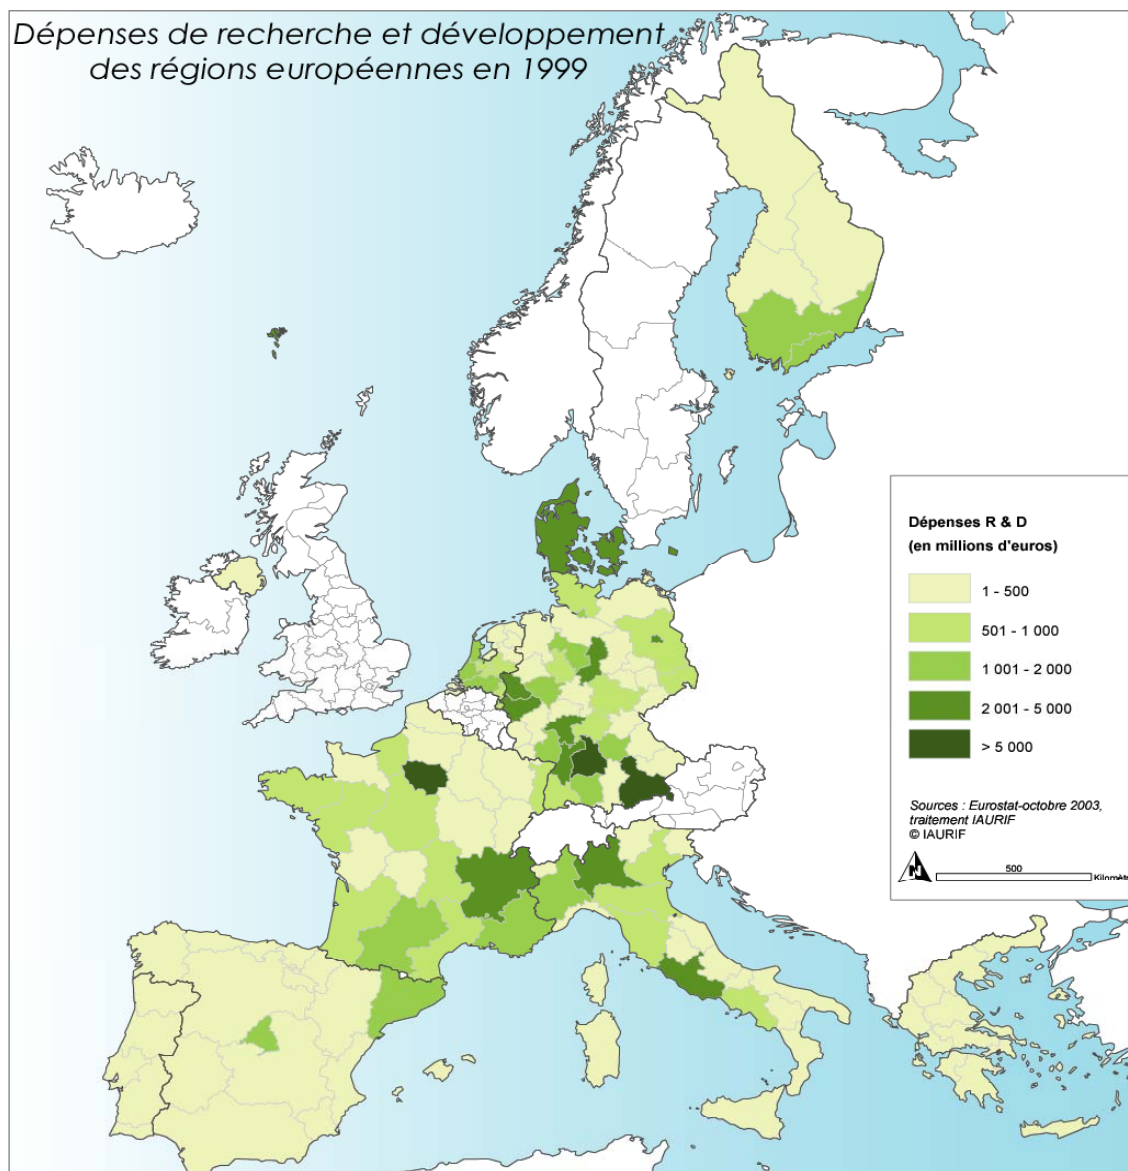 Dépenses de recherche et développement
des régions européennes en 1999
Dépenses R & D
(en millions d'euros)
1 - 500
501 - 1 000
1 001 - 2 000
2 001 - 5 000
> 5 000
Sources : Eurostat-octobre 2003,
traitement IAURIF
© IAURIF
N
500
Kilomètr